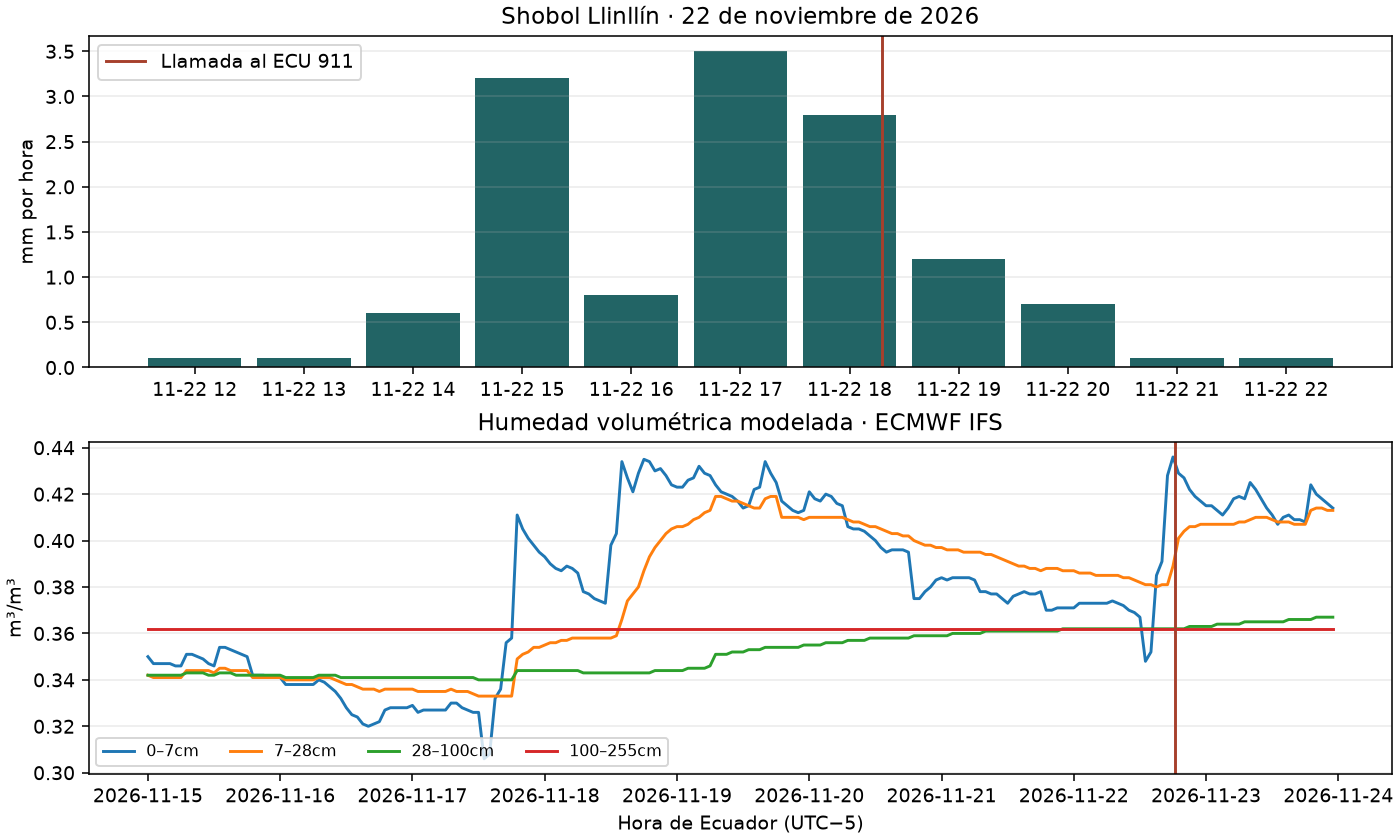 Shobol Llinllín · 22 de noviembre de 2026
Llamada al ECU 911
mm por hora
3.5
3.0
2.5
2.0
1.5
1.0
0.5
0.0
11-22 12 11-22 13 11-22 14 11-22 15 11-22 16 11-22 17 11-22 18 11-22 19 11-22 20 11-22 21 11-22 22
Humedad volumétrica modelada · ECMWF IFS
m³/m³
0.44
0.42
0.40
0.38
0.36
0.34
0.32
0.30
0–7cm 7–28cm 28–100cm 100–255cm
2026-11-15 2026-11-16 2026-11-17 2026-11-18 2026-11-19 2026-11-20 2026-11-21 2026-11-22 2026-11-23 2026-11-24
Hora de Ecuador (UTC−5)